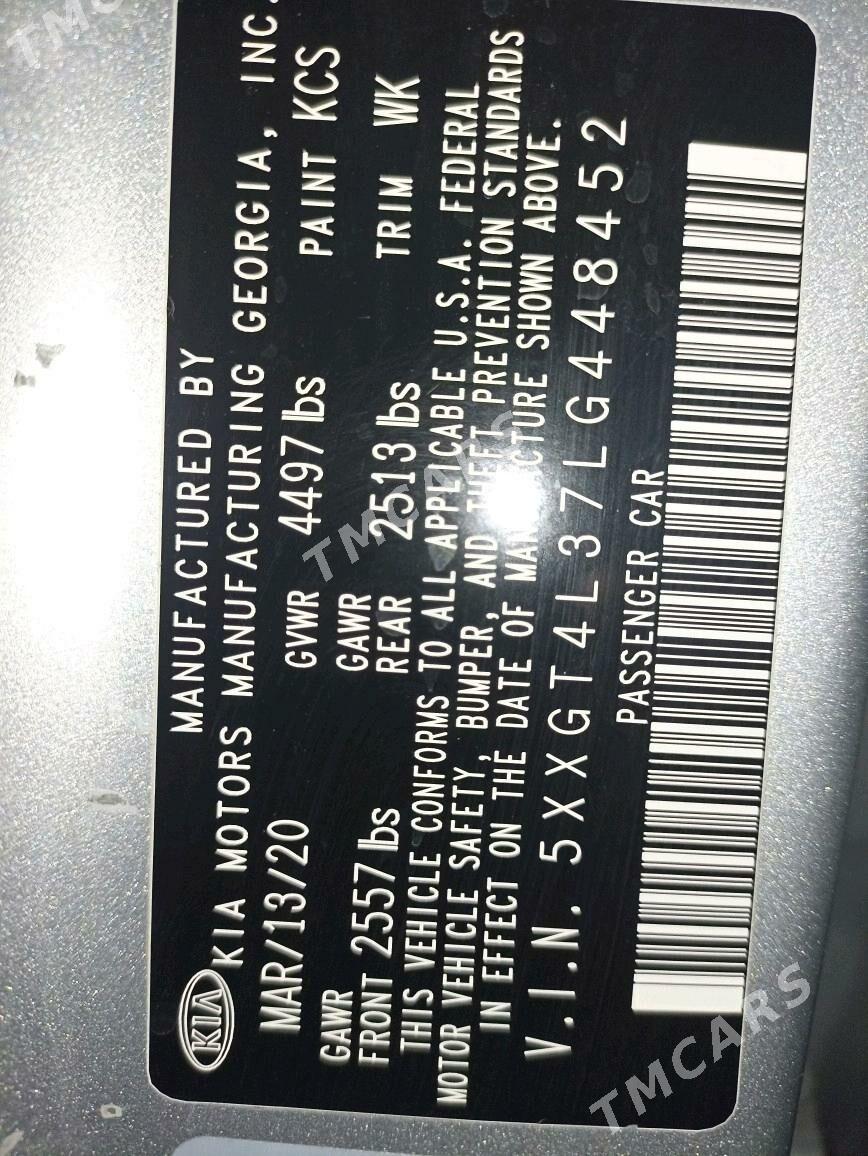 MANUFACTURED BY
KIA KIA MOTORS MANUFACTURING GEORGIA, INC.
MAR/13/20 GVWR 4497 lbs PAINT KCS
GAWR FRONT 2557 lbs GAWR REAR 2513 lbs TRIM WK
THIS VEHICLE CONFORMS TO ALL APPLICABLE U.S.A. FEDERAL
MOTOR VEHICLE SAFETY, BUMPER, AND THEFT PREVENTION STANDARDS
IN EFFECT ON THE DATE OF MANUFACTURE SHOWN ABOVE.
V.I.N. 5XXGT4L37LG448452
PASSENGER CAR
TMCARS
TMCARS
TMCARS